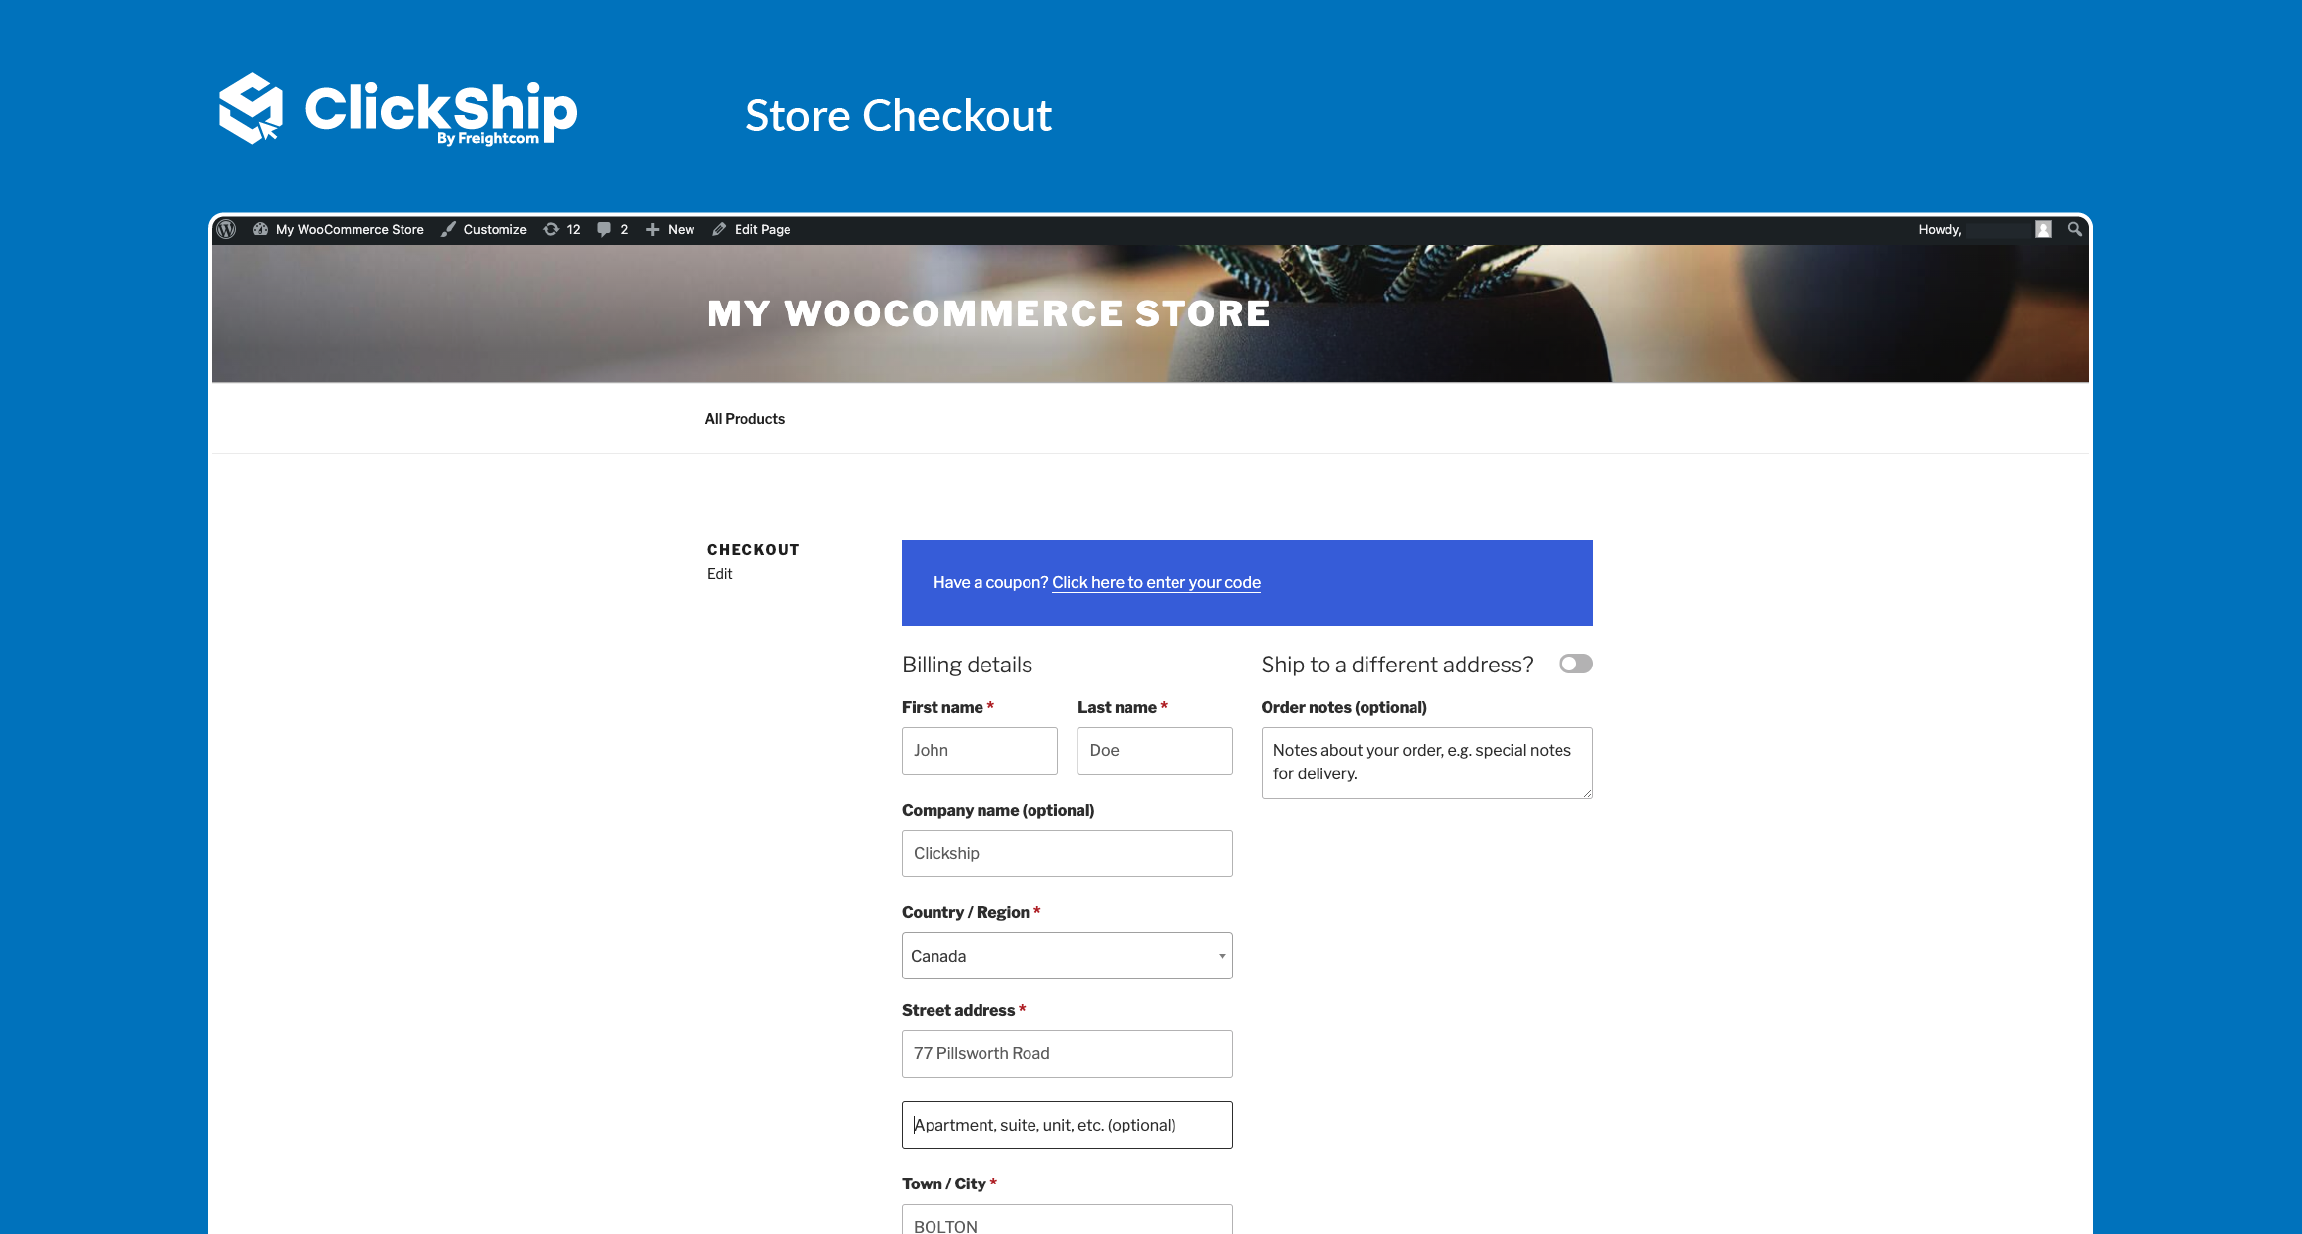 ClickShip
By Freightcom
Store Checkout
My WooCommerce Store Customize 12 2 New Edit Page Howdy,
MY WOOCOMMERCE STORE
All Products
CHECKOUT
Edit
Have a coupon? Click here to enter your code
Billing details
First name * Last name *
John Doe
Company name (optional)
Clickship
Country / Region *
Canada
Street address *
77 Pillsworth Road
Apartment, suite, unit, etc. (optional)
Town / City *
BOLTON
Ship to a different address?
Order notes (optional)
Notes about your order, e.g. special notes
for delivery.